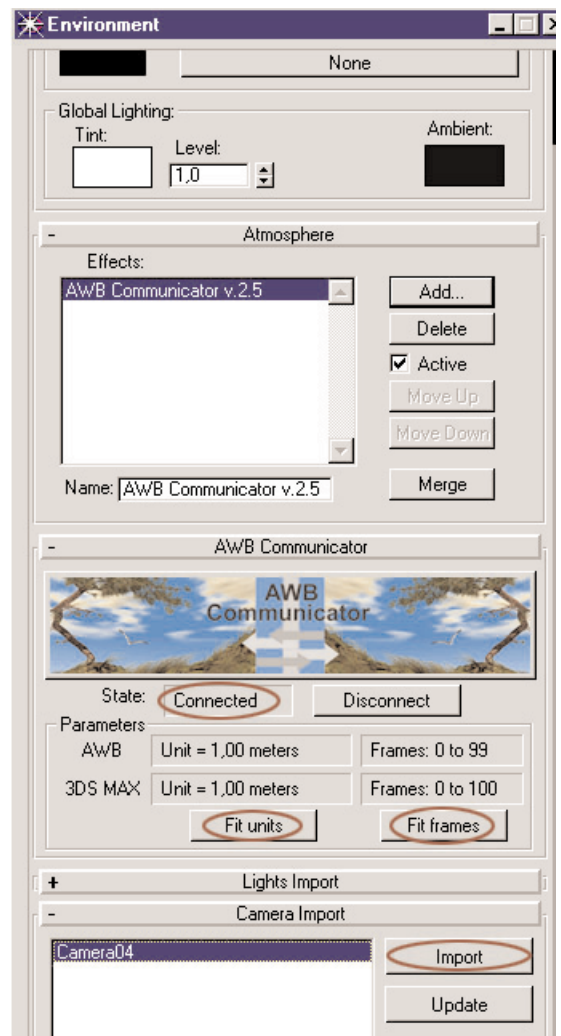 Environment
None
Global Lighting:
Tint:
Level:
Ambient:
1,0
- Atmosphere
Effects:
AWB Communicator v.2.5
Add...
Delete
Active
Move Up
Move Down
Name: AWB Communicator v.2.5
Merge
- AWB Communicator
AWB
Communicator
State: Connected Disconnect
Parameters
AWB Unit = 1,00 meters Frames: 0 to 99
3DS MAX Unit = 1,00 meters Frames: 0 to 100
Fit units Fit frames
+ Lights Import
- Camera Import
Camera04
Import
Update